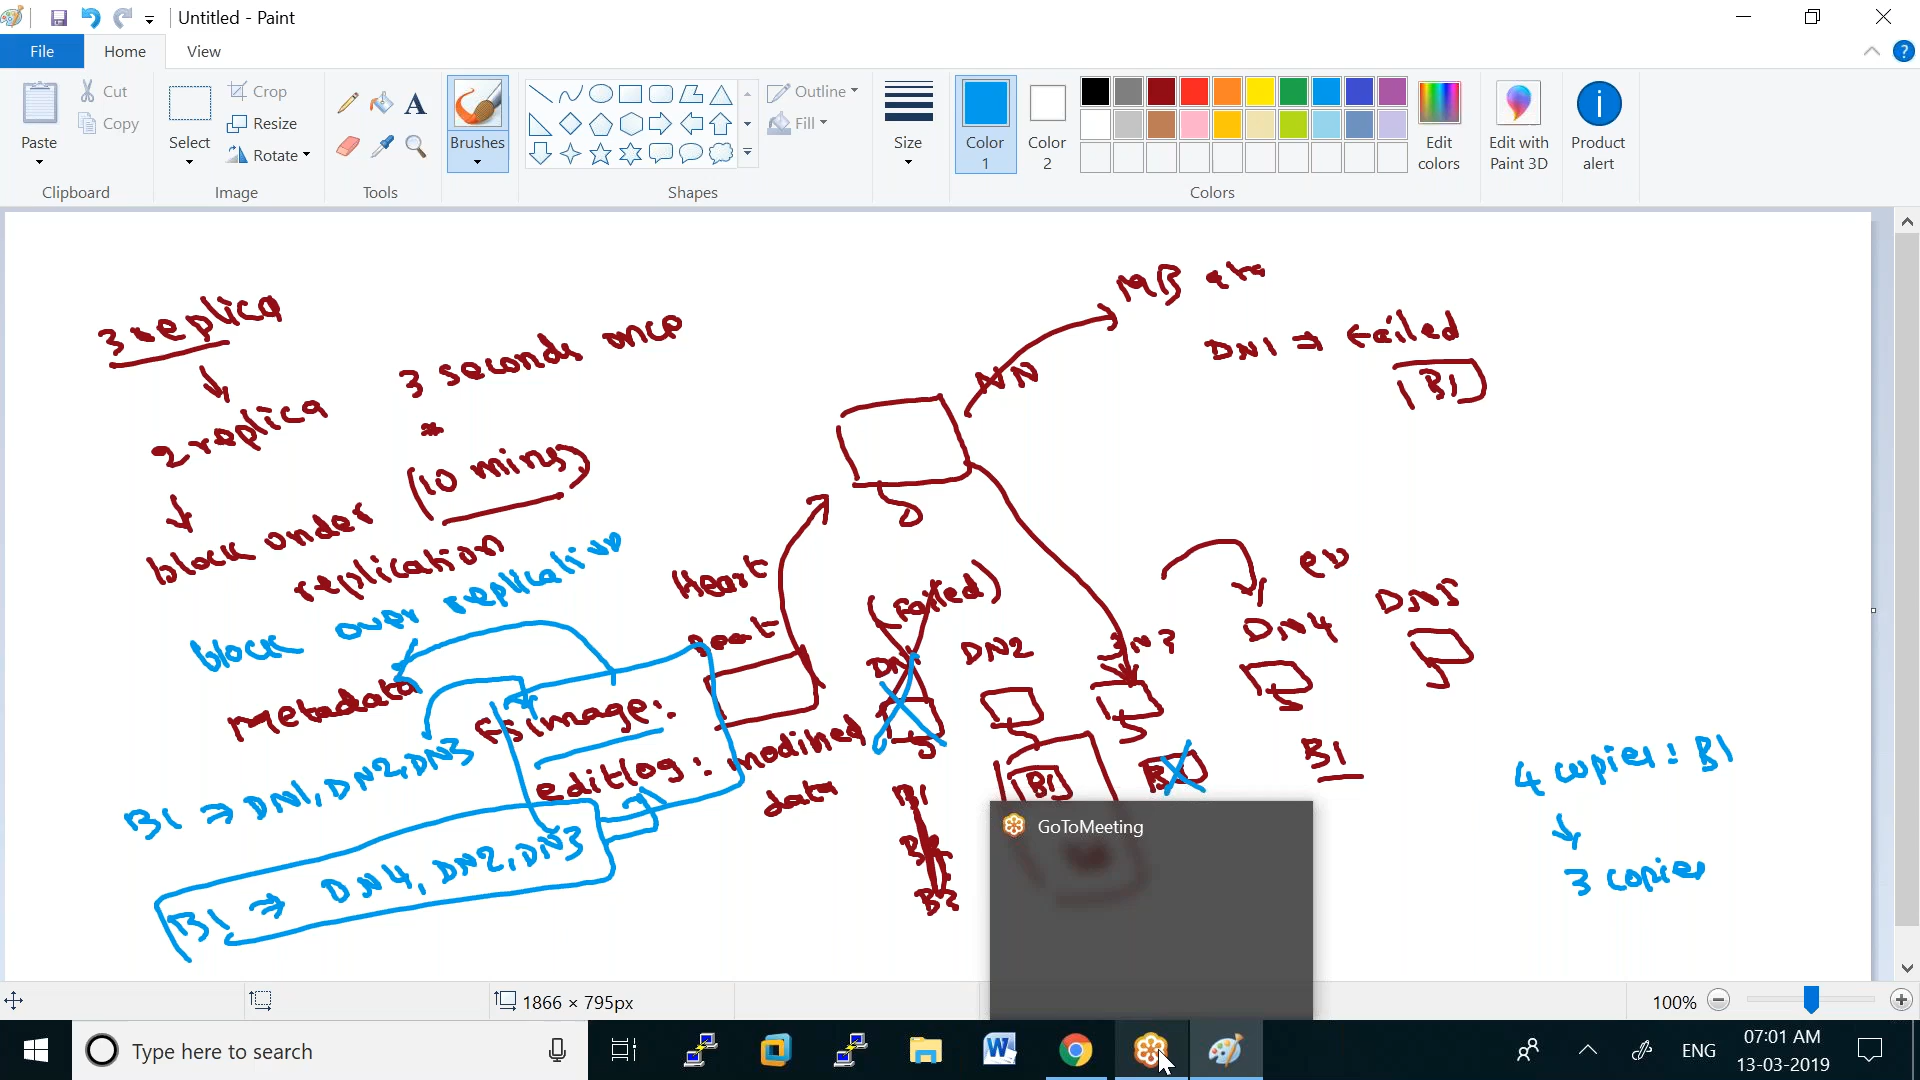 Untitled - Paint
File
Home
View
Paste
Cut
Copy
Clipboard
Select
Crop
Resize
Rotate
Image
Tools
Brushes
Outline
Fill
Shapes
Size
Color
1
Color
2
Edit
colors
Colors
Edit with
Paint 3D
Product
alert
3 replica
2 replica
block under
replication
block over replication
metadata
B1 ⇒ DN1, DN2, DN3
B1 ⇒ DN4, DN2, DN3
3 seconds once
*
(10 mins)
fsimage:
editlog: modified
data
Heart
beat
NN
MB
DN1 ⇒ failed
B1
(failed)
DN2
DN4
DN5
B1
B1
B1
4 copies: B1
3 copies
GoToMeeting
1866 × 795px
100%
Type here to search
ENG
07:01 AM
13-03-2019